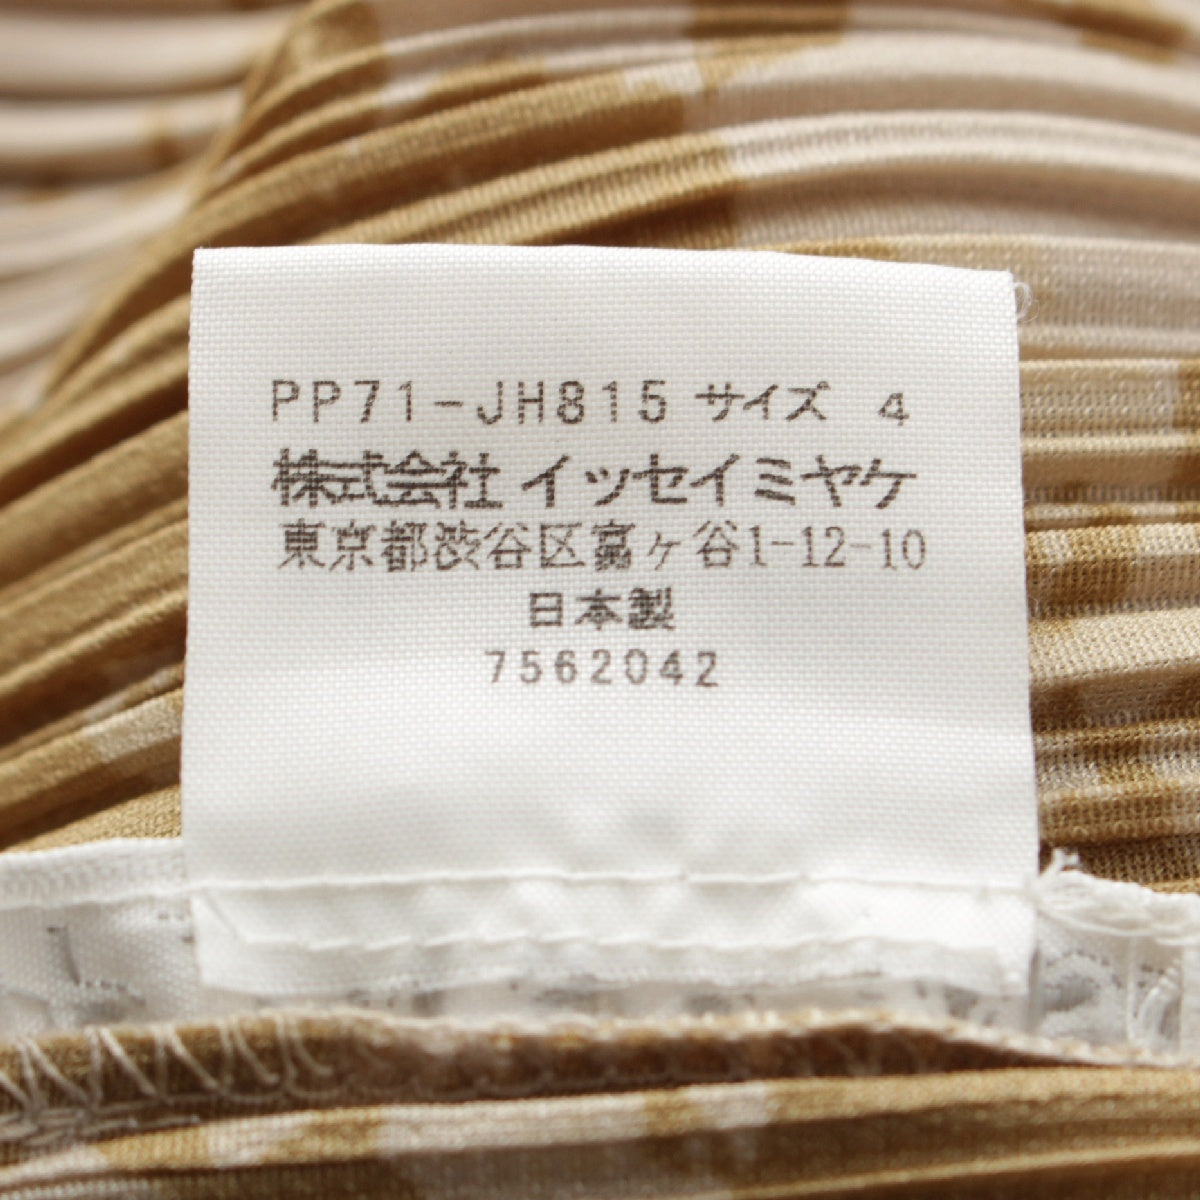 PP71-JH815 サイズ 4
株式会社 イッセイミヤケ
東京都渋谷区富ヶ谷1-12-10
日本製
7562042